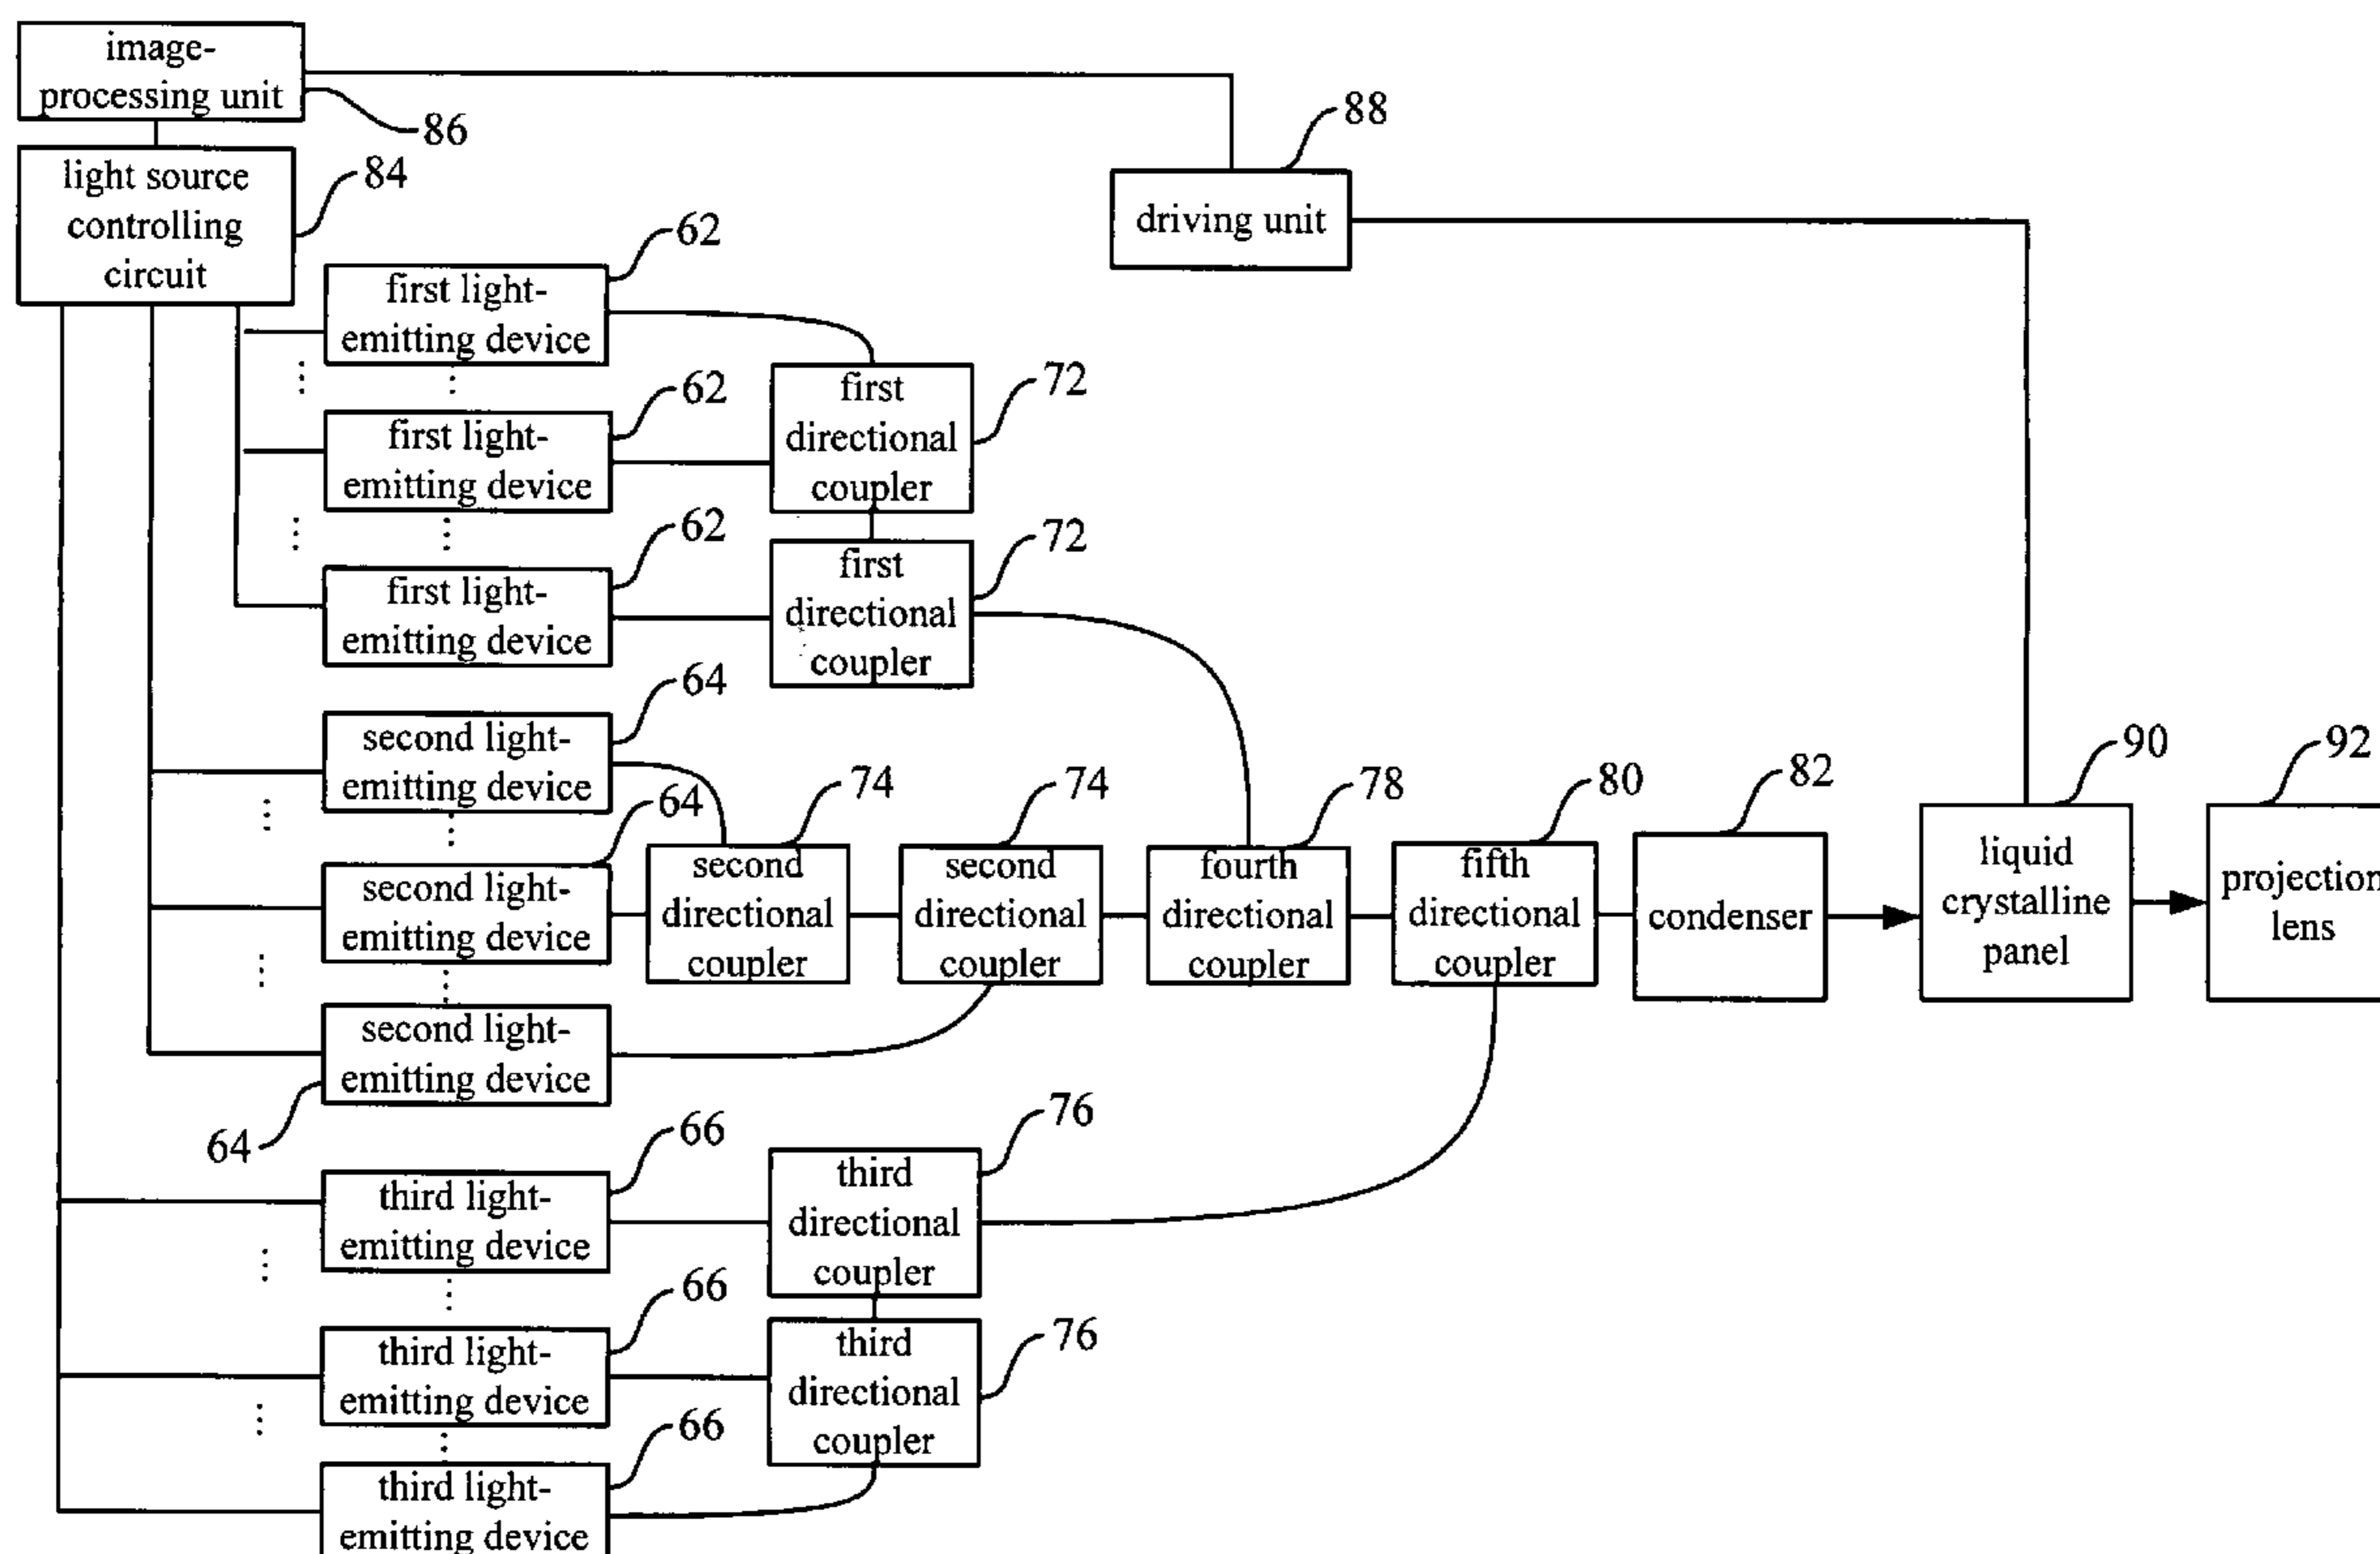 image-
processing unit
86
light source
controlling
circuit
84
88
driving unit
62
first light-
emitting device
62
first light-
emitting device
62
first light-
emitting device
first
directional
coupler
72
first
directional
coupler
72
64
second light-
emitting device
64
second light-
emitting device
second light-
emitting device
64
74
second
directional
coupler
74
second
directional
coupler
78
fourth
directional
coupler
80
fifth
directional
coupler
82
condenser
90
liquid
crystalline
panel
92
projection
lens
66
third light-
emitting device
66
third light-
emitting device
66
third light-
emitting device
76
third
directional
coupler
76
third
directional
coupler